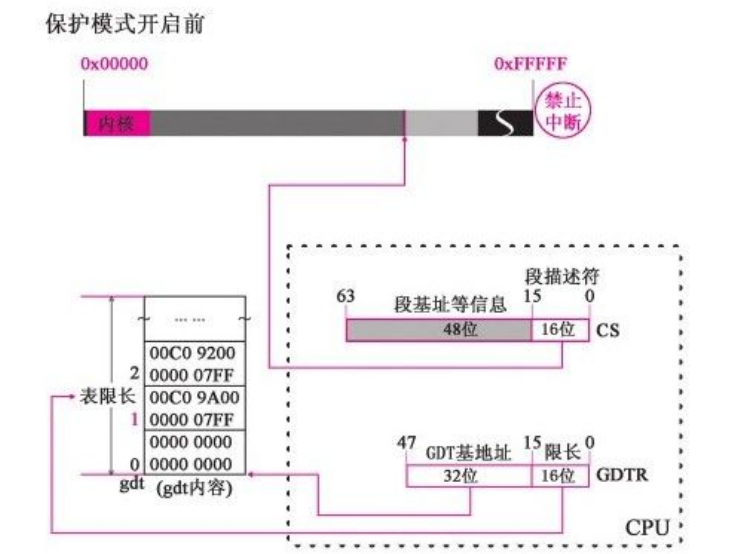 保护模式开启前
0x00000
0xFFFFF
内核
禁止
中断
段描述符
63
段基址等信息
15
0
48位
16位
CS
... ...
00C0 9200
2
0000 07FF
表限长
00C0 9A00
1
0000 07FF
0000 0000
0
0000 0000
gdt
(gdt内容)
47
GDT基地址
15
限长
0
32位
16位
GDTR
CPU